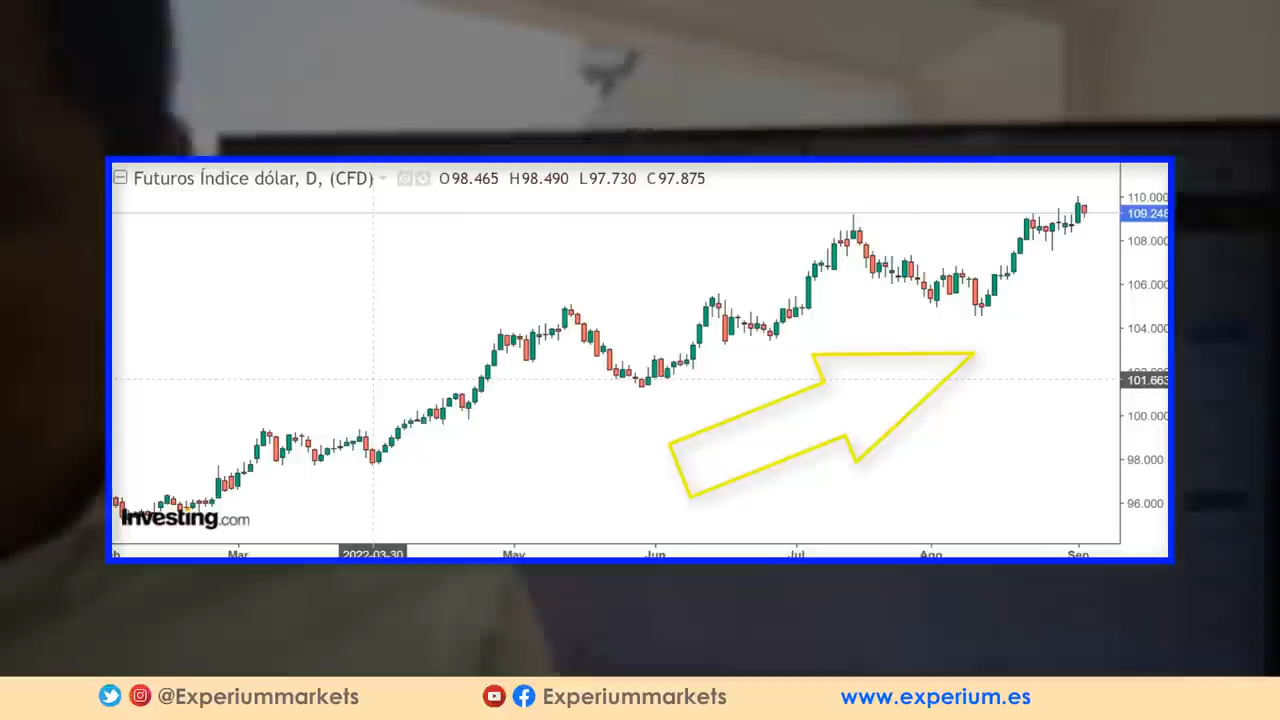 Futuros Índice dólar, D, (CFD) O98.465 H98.490 L97.730 C97.875
110.000
109.248
108.000
106.000
104.000
101.663
100.000
98.000
96.000
Investing.com
Mar 2022-03-30 May Jun Jul Ago Sep
@Experiummarkets Experiummarkets www.experium.es